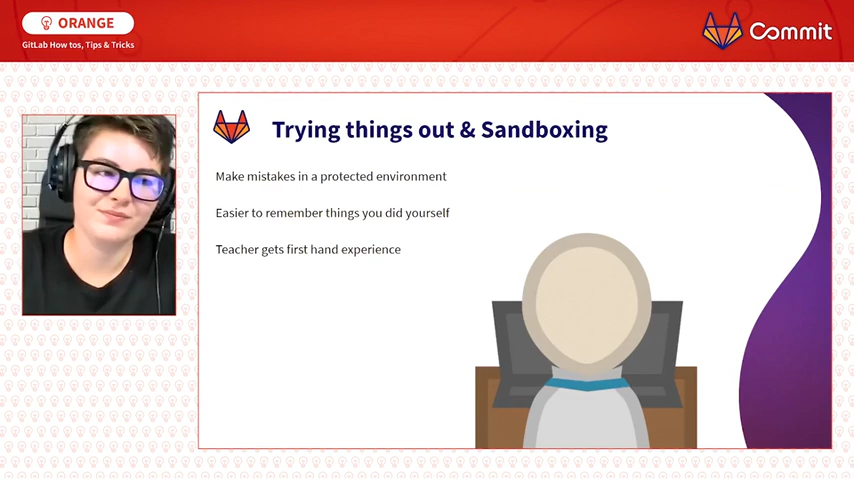 ORANGE
GitLab How tos, Tips & Tricks
Commit
Trying things out & Sandboxing
Make mistakes in a protected environment
Easier to remember things you did yourself
Teacher gets first hand experience